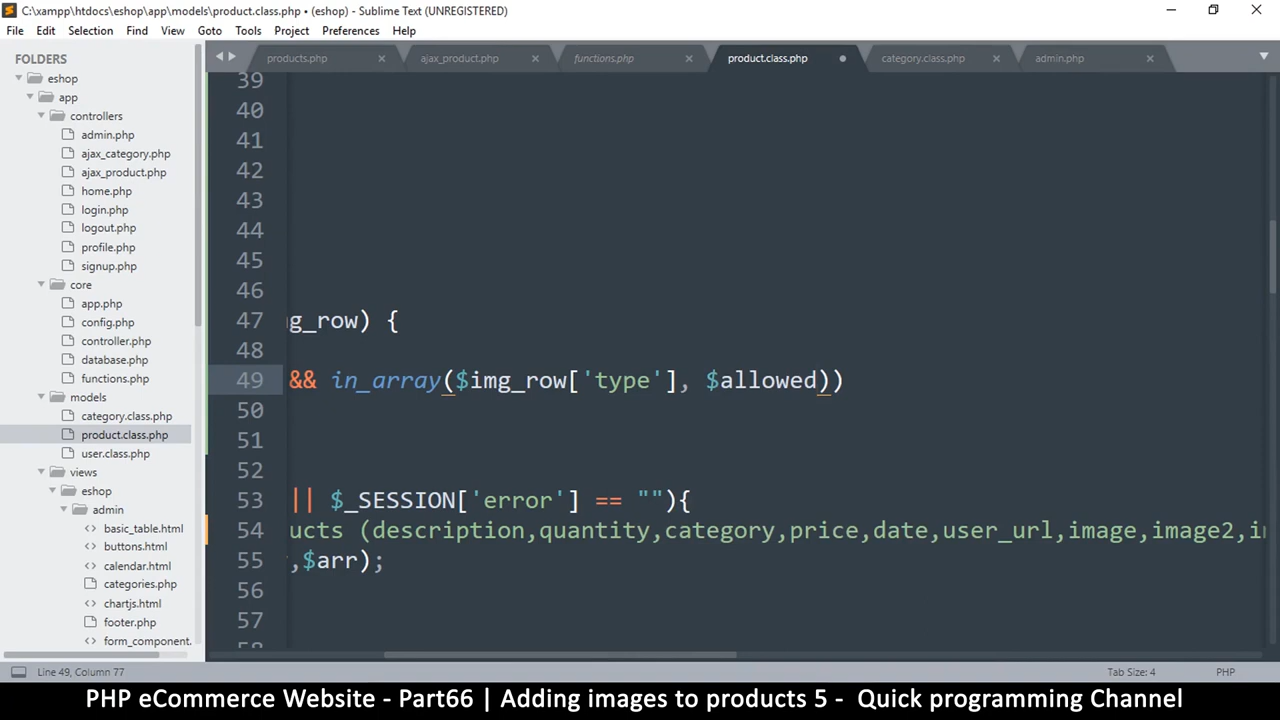 C:\xampp\htdocs\eshop\app\models\product.class.php • (eshop) - Sublime Text (UNREGISTERED)
File Edit Selection Find View Goto Tools Project Preferences Help
FOLDERS
eshop
app
controllers
admin.php
ajax_category.php
ajax_product.php
home.php
login.php
logout.php
profile.php
signup.php
core
app.php
config.php
controller.php
database.php
functions.php
models
category.class.php
product.class.php
user.class.php
views
eshop
admin
basic_table.html
buttons.html
calendar.html
categories.php
chartjs.html
footer.php
form_component.
products.php ajax_product.php functions.php product.class.php category.class.php admin.php
39
40
41
42
43
44
45
46
47 g_row) {
48
49 && in_array($img_row['type'], $allowed))
50
51
52
53 || $_SESSION['error'] == ""){
54 ucts (description,quantity,category,price,date,user_url,image,image2,i
55 ,$arr);
56
57
58
Line 49, Column 77
Tab Size: 4
PHP
PHP eCommerce Website - Part66 | Adding images to products 5 - Quick programming Channel